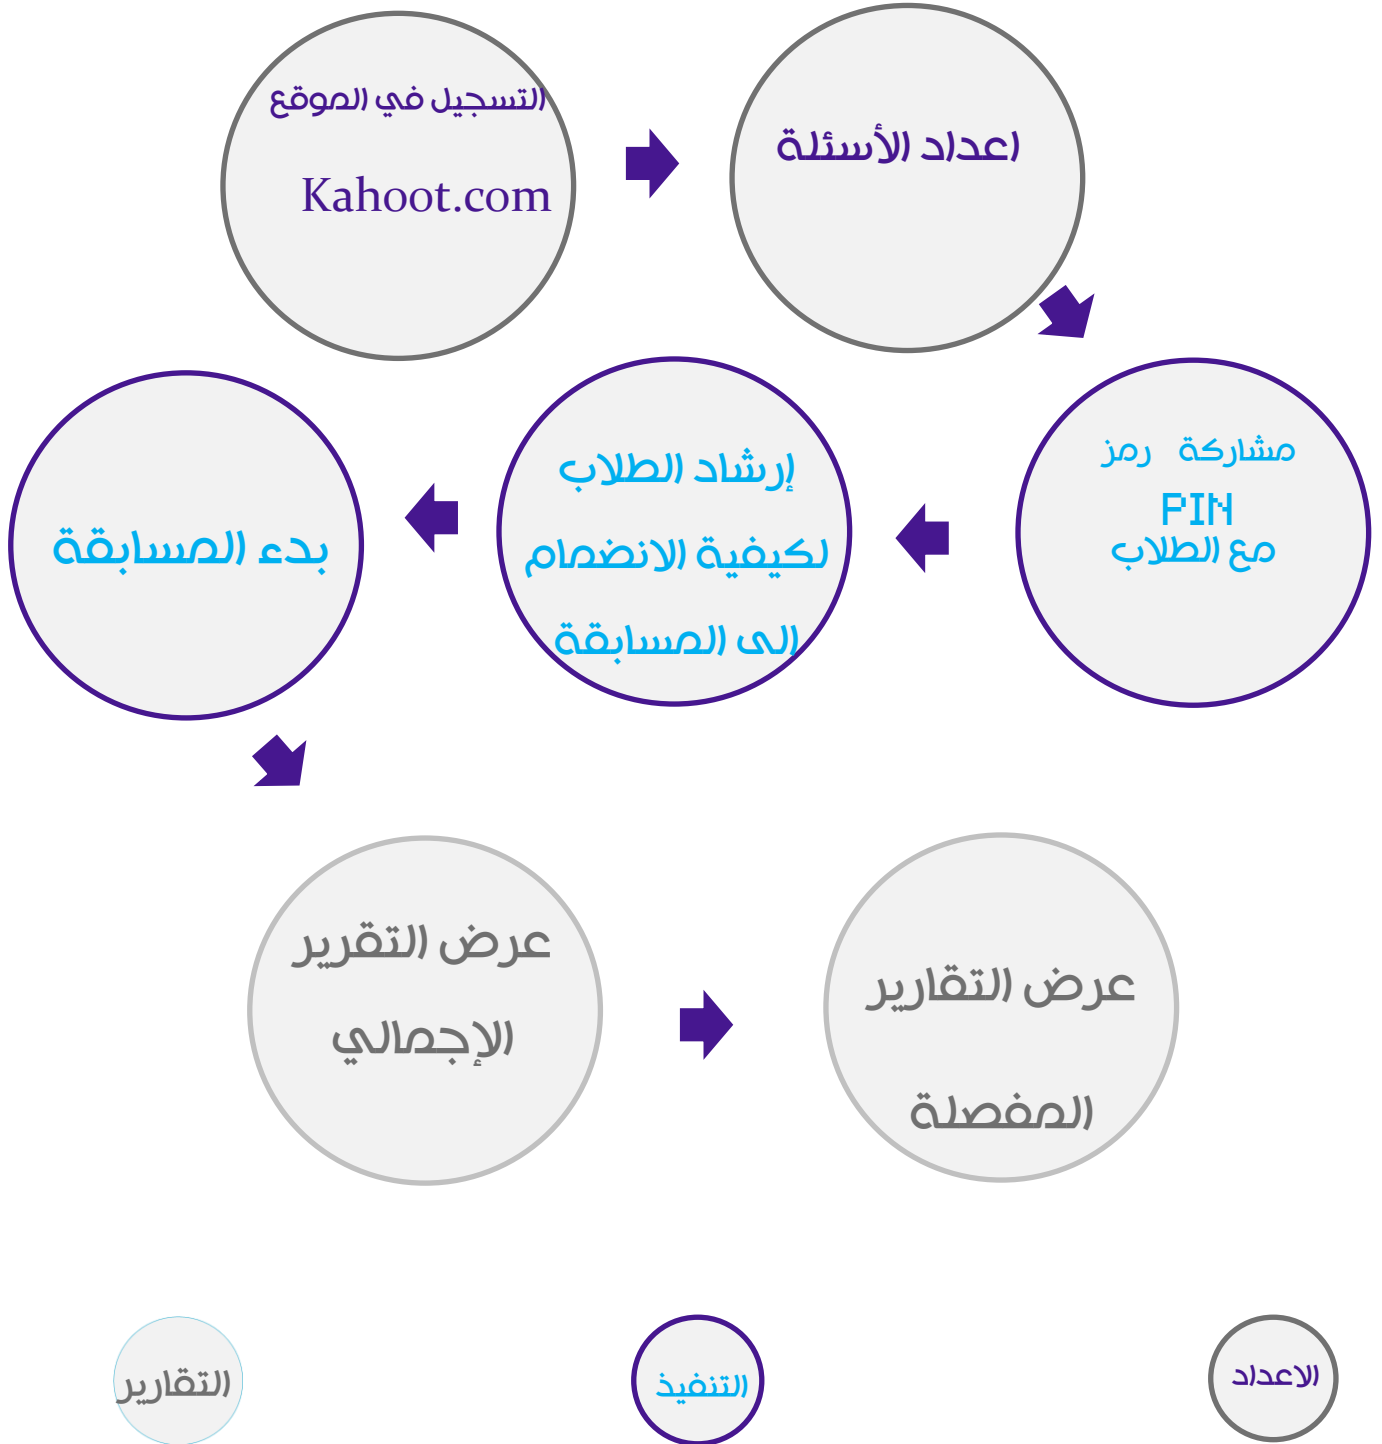 التسجيل في الموقع
Kahoot.com
اعداد الأسئلة
مشاركة رمز
PIN
مع الطلاب
إرشاد الطلاب
لكيفية الانضمام
إلى المسابقة
بدء المسابقة
عرض التقرير
الإجمالي
عرض التقارير
المفصلة
الاعداد
التنفيذ
التقارير